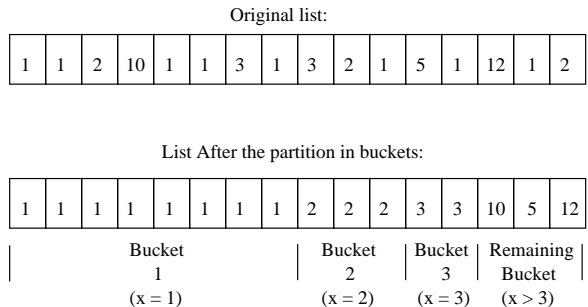 Original list:
1 1 2 10 1 1 3 1 3 2 1 5 1 12 1 2
List After the partition in buckets:
1 1 1 1 1 1 1 1 2 2 2 3 3 10 5 12
Bucket Bucket Bucket Remaining
1 2 3 Bucket
(x = 1) (x = 2) (x = 3) (x > 3)